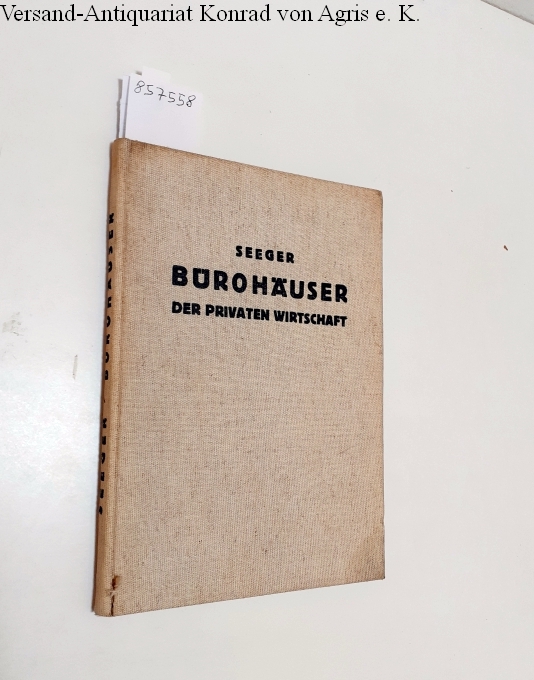 Versand-Antiquariat Konrad von Agris e. K.
857558
SEEGER
BÜROHÄUSER
DER PRIVATEN WIRTSCHAFT
SEEGER · BÜROHÄUSER